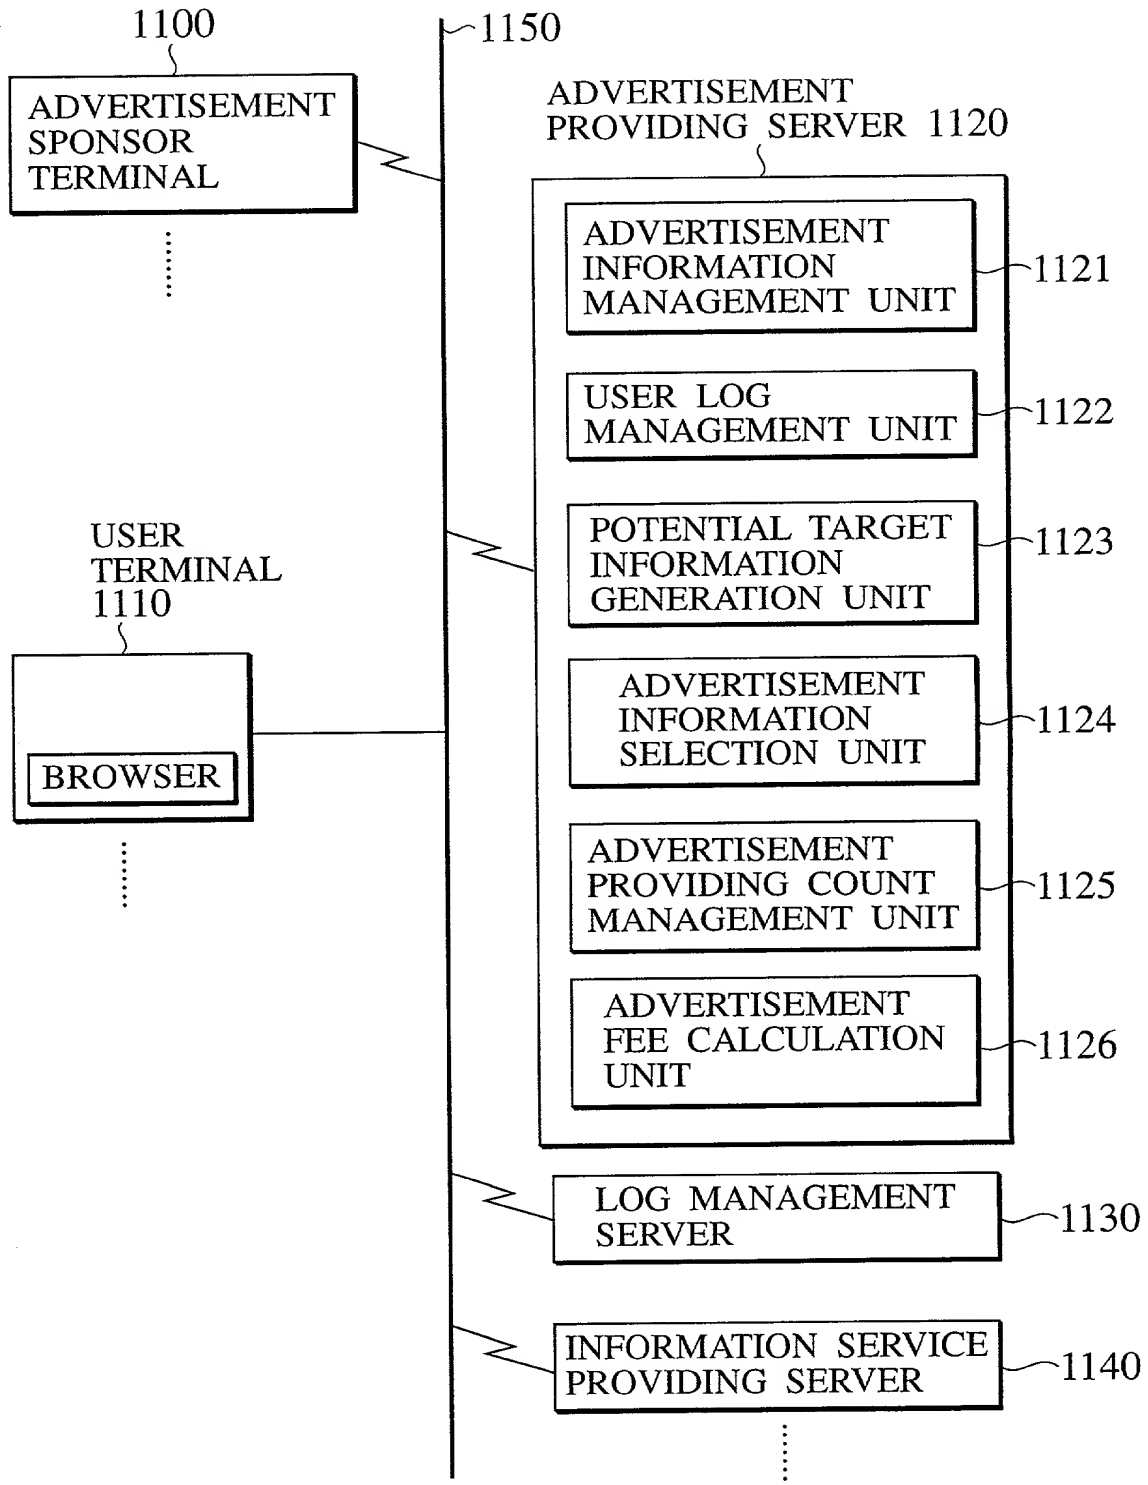 1100
ADVERTISEMENT
SPONSOR
TERMINAL
1150
ADVERTISEMENT
PROVIDING SERVER 1120
ADVERTISEMENT
INFORMATION
MANAGEMENT UNIT
1121
USER LOG
MANAGEMENT UNIT
1122
POTENTIAL TARGET
INFORMATION
GENERATION UNIT
1123
USER
TERMINAL
1110
BROWSER
ADVERTISEMENT
INFORMATION
SELECTION UNIT
1124
ADVERTISEMENT
PROVIDING COUNT
MANAGEMENT UNIT
1125
ADVERTISEMENT
FEE CALCULATION
UNIT
1126
LOG MANAGEMENT
SERVER
1130
INFORMATION SERVICE
PROVIDING SERVER
1140